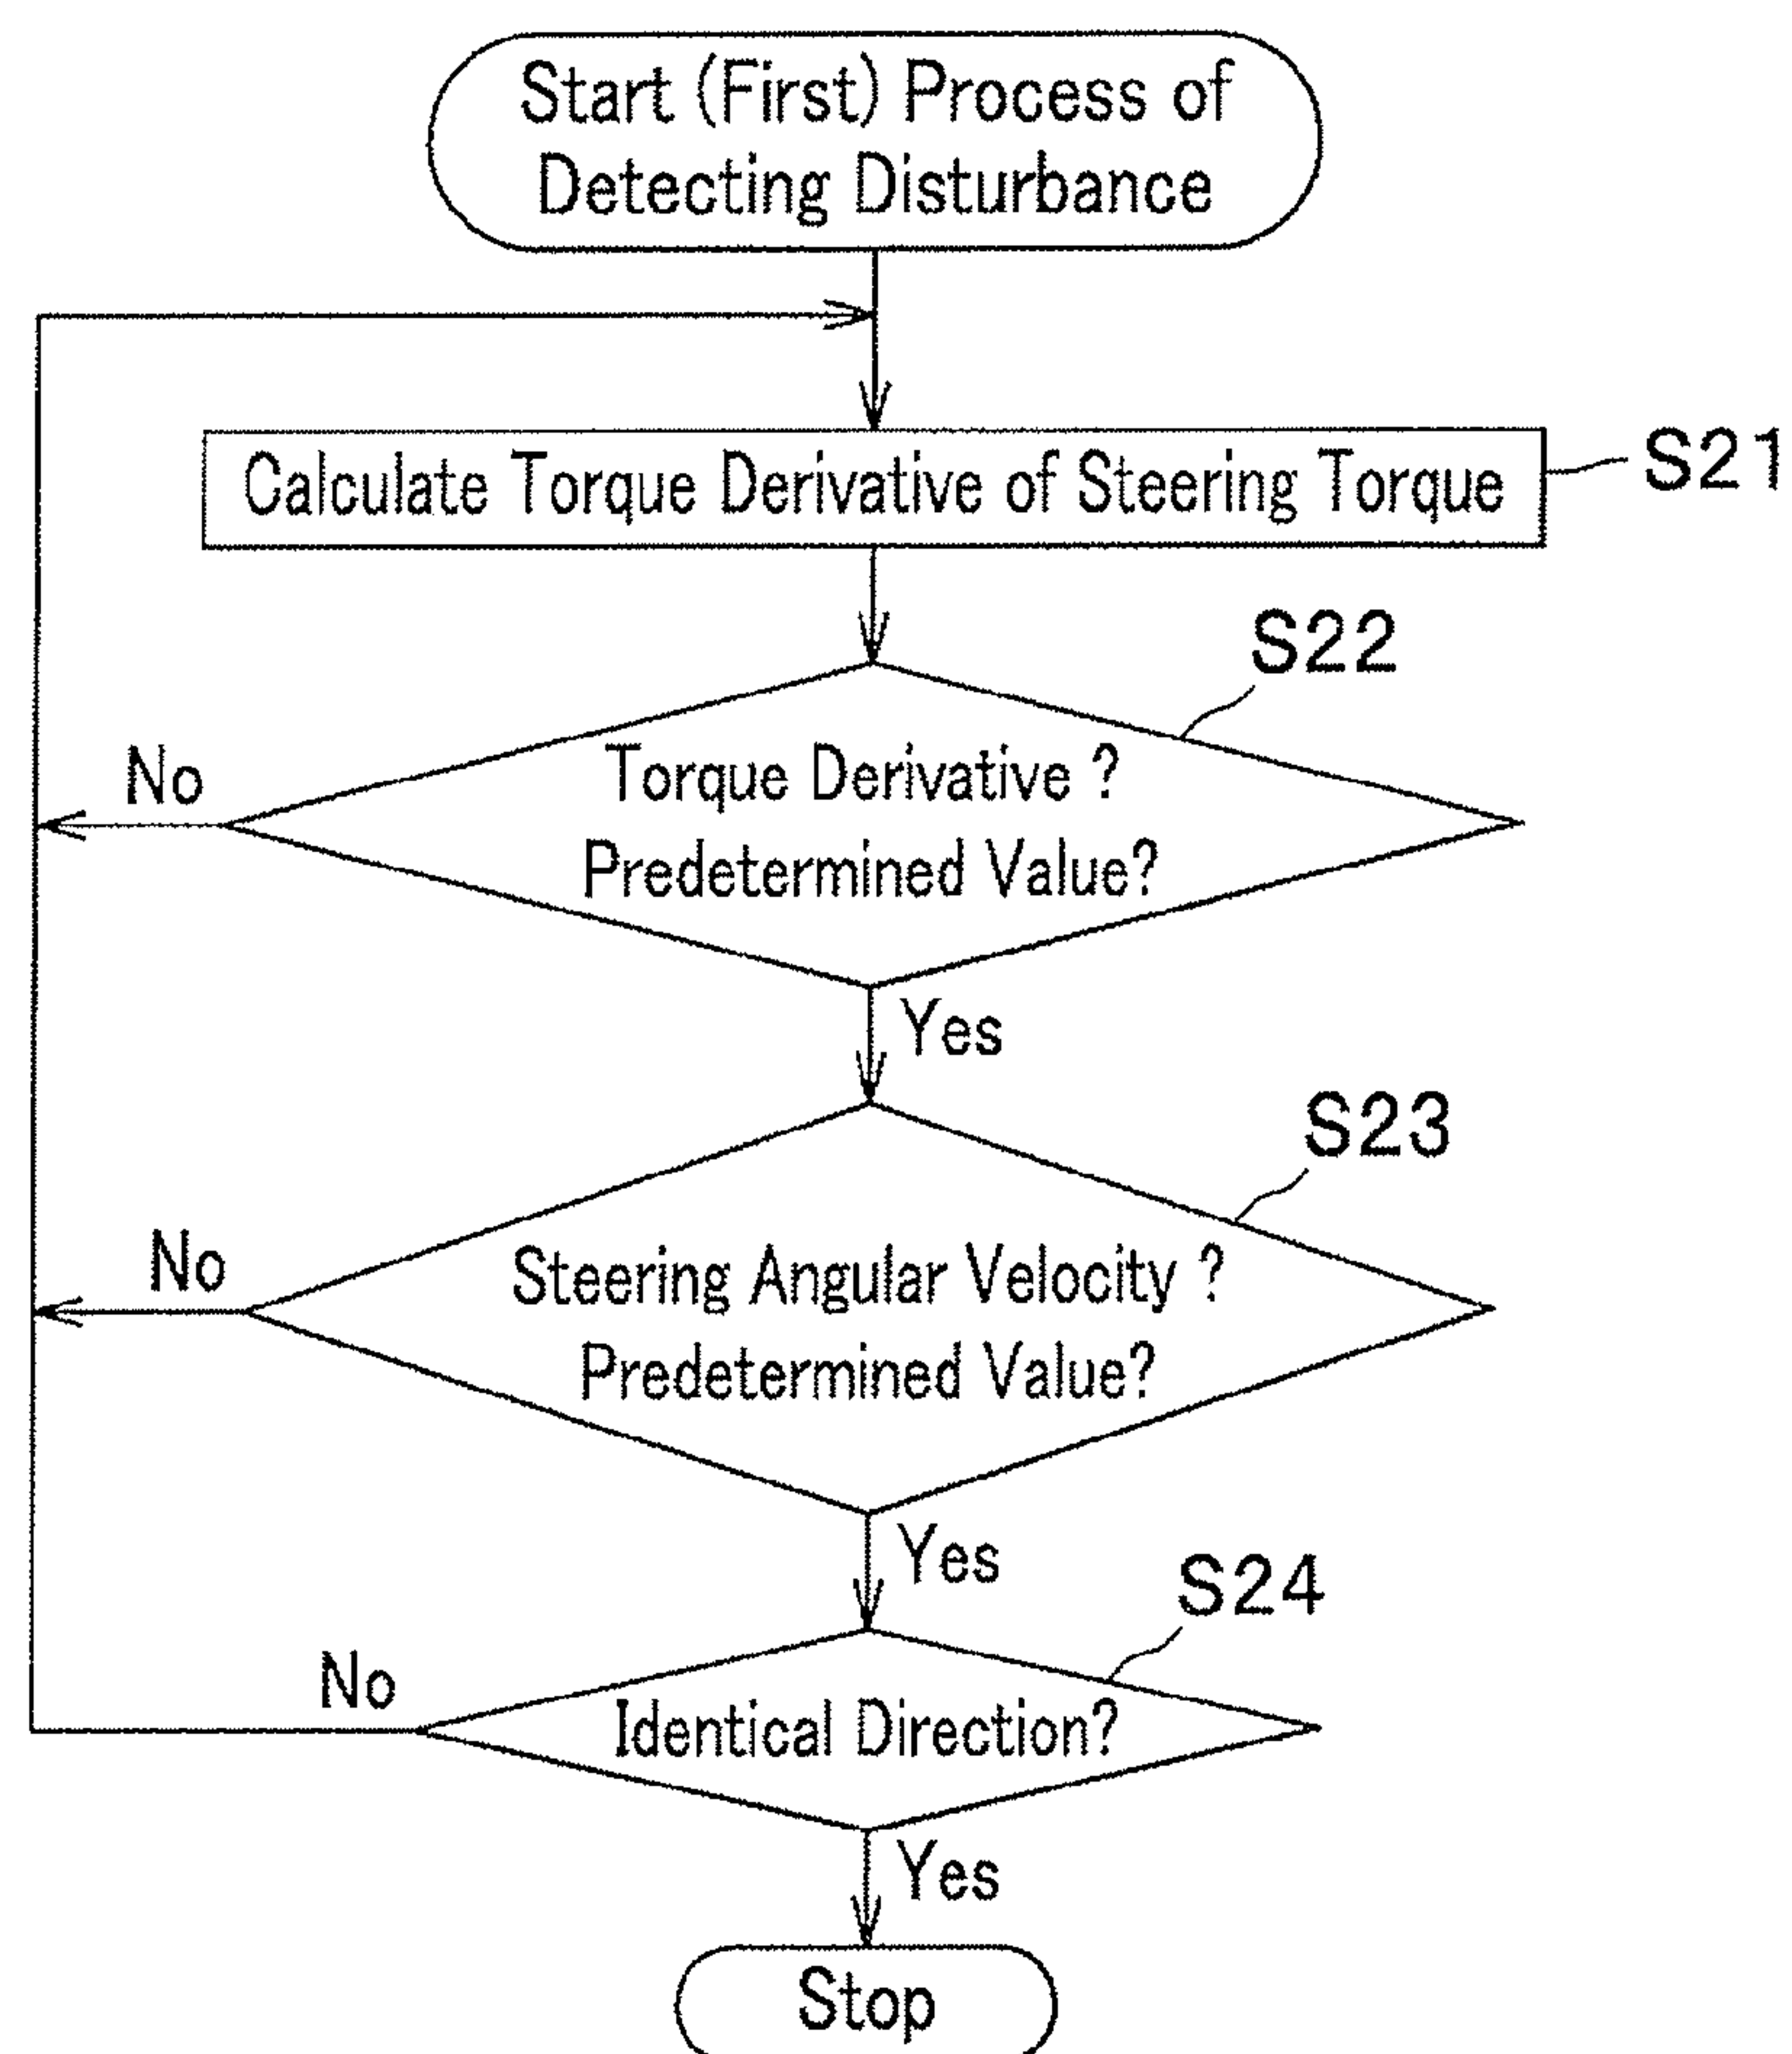 Start (First) Process of
Detecting Disturbance
Calculate Torque Derivative of Steering Torque
S21
S22
Torque Derivative ?
Predetermined Value?
No
Yes
S23
Steering Angular Velocity ?
Predetermined Value?
No
Yes
S24
Identical Direction?
No
Yes
Stop